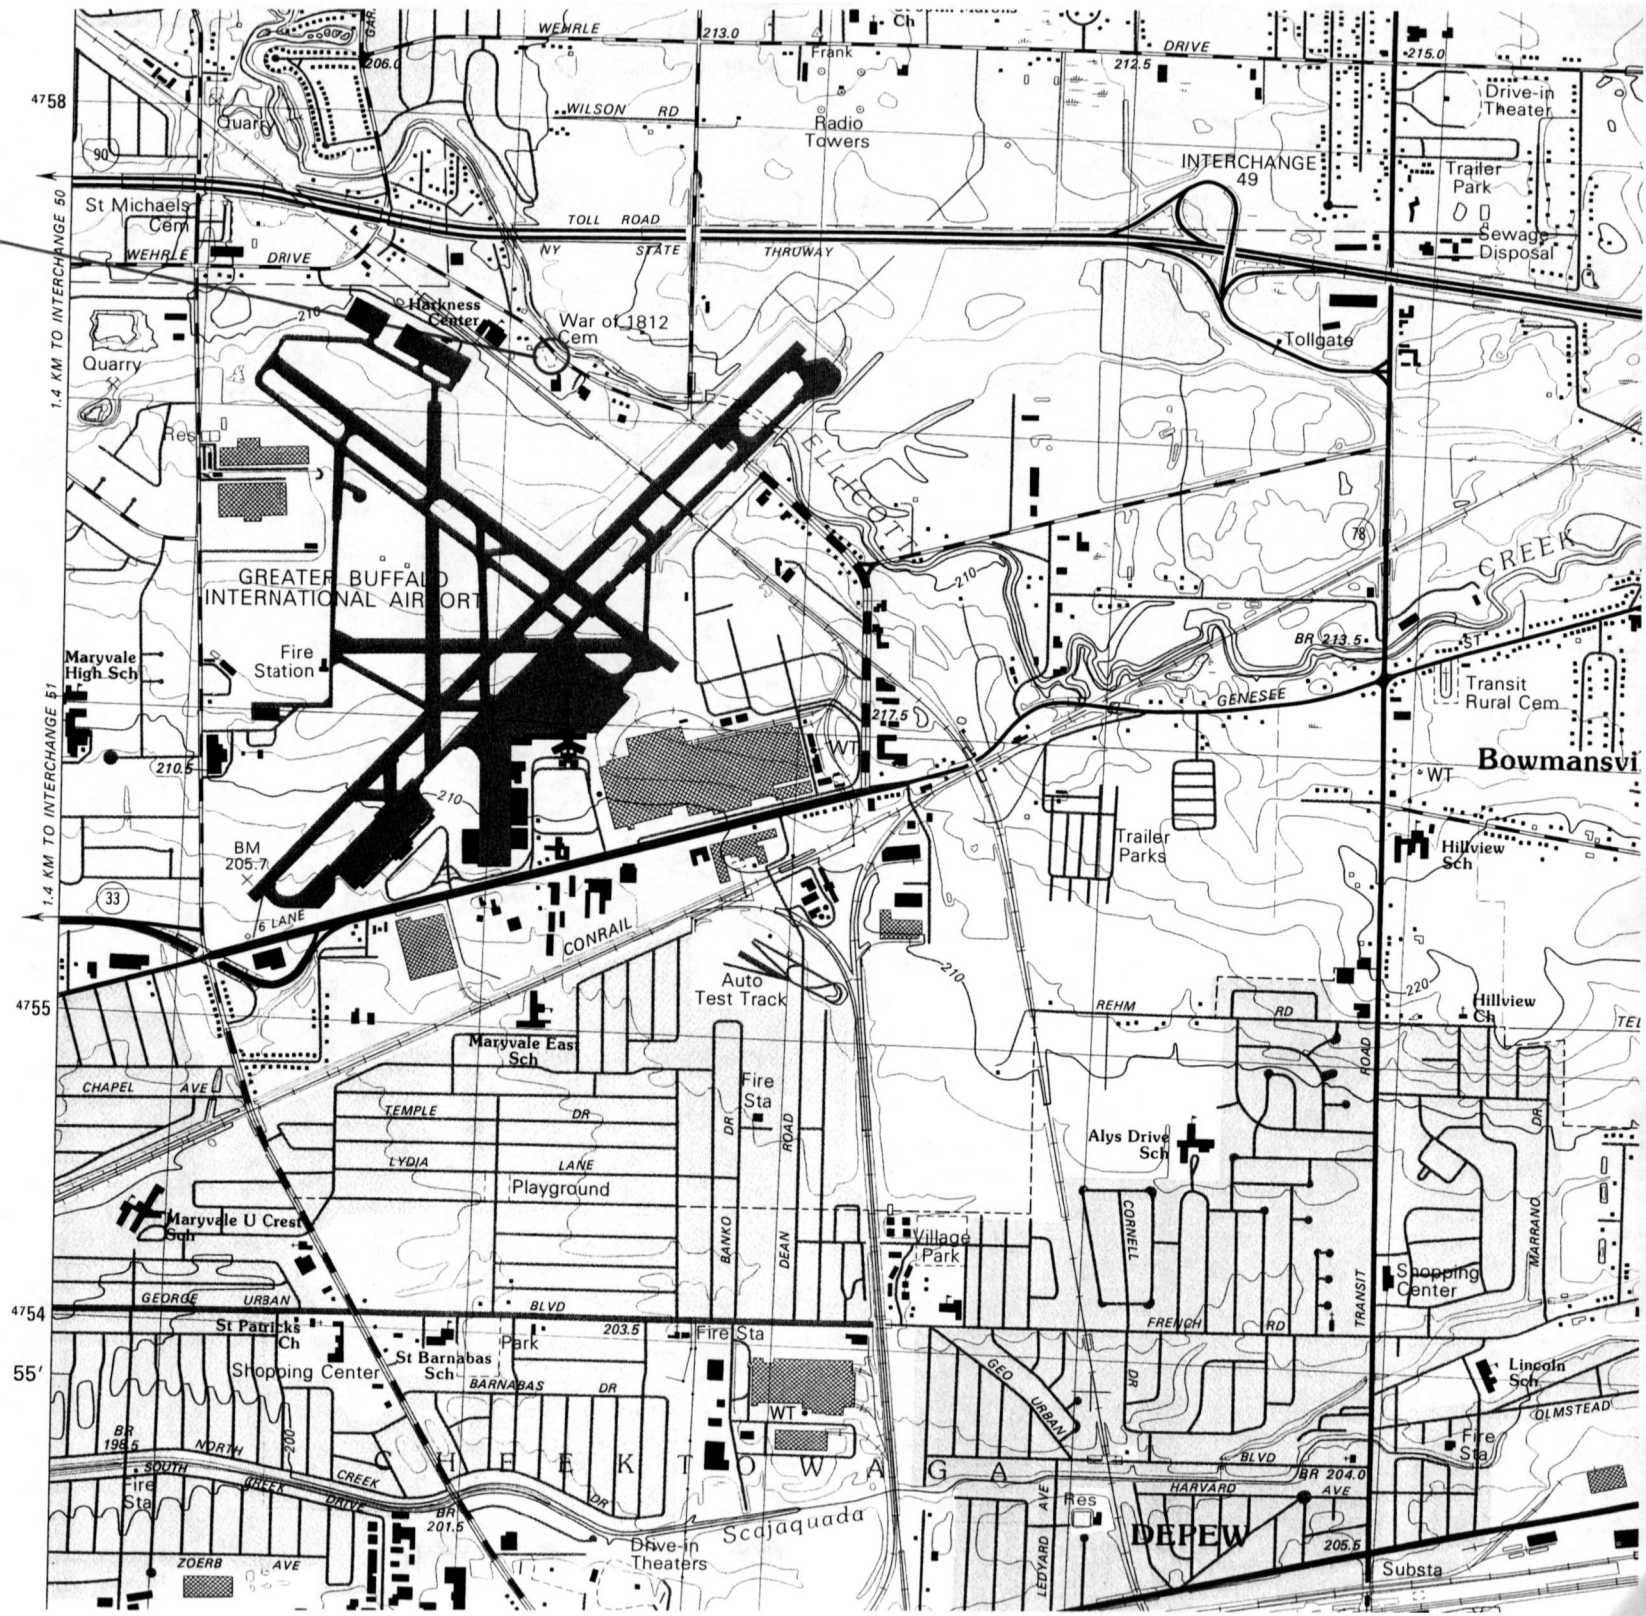 WEHRLE
213.0
Ch
Frank
DRIVE
212.5
215.0
206.0
4758
Quarry
WILSON RD
Radio
Towers
Drive-in
Theater
90
INTERCHANGE
49
Trailer
Park
St Michaels
Cem
TOLL ROAD
NY STATE THRUWAY
Sewage
Disposal
WEHRLE DRIVE
1.4 KM TO INTERCHANGE 50
210
Harkness
Center
War of 1812
Cem
Tollgate
Quarry
Res
ELLICOTT
78
CREEK
GREATER BUFFALO
INTERNATIONAL AIRPORT
210
BR 213.5
ST
Maryvale
High Sch
Fire
Station
GENESEE
Transit
Rural Cem
217.5
WT
210.5
Bowmansvi
WT
1.4 KM TO INTERCHANGE 51
210
BM
205.7
Trailer
Parks
Hillview
Sch
33
6 LANE
CONRAIL
Auto
Test Track
210
220
4755
REHM RD
Hillview
Ch
TEL
Maryvale East
Sch
ROAD
CHAPEL AVE
Fire
Sta
TEMPLE DR
DR
ROAD
DR
Alys Drive
Sch
LYDIA LANE
Playground
Maryvale U Crest
Sch
BANKO
DEAN
Village
Park
CORNELL
MARRANO
Shopping
Center
TRANSIT
4754
GEORGE URBAN BLVD
St Patricks
Ch
203.5
Fire Sta
FRENCH RD
Park
55'
Shopping Center
St Barnabas
Sch
BARNABAS DR
GEO URBAN
DR
Lincoln
Sch
OLMSTEAD
WT
BR
198.5
NORTH
200
CREEK
CHEEKTOWAGA
BLVD
BR 204.0
Fire
Sta
SOUTH
CREEK
DRIVE
DR
Fire
Sta
HARVARD AVE
Res
AVE
BR
201.5
Scajaquada
DEPEW
205.5
Drive-in
Theaters
ZOERB AVE
LEDYARD
Substa